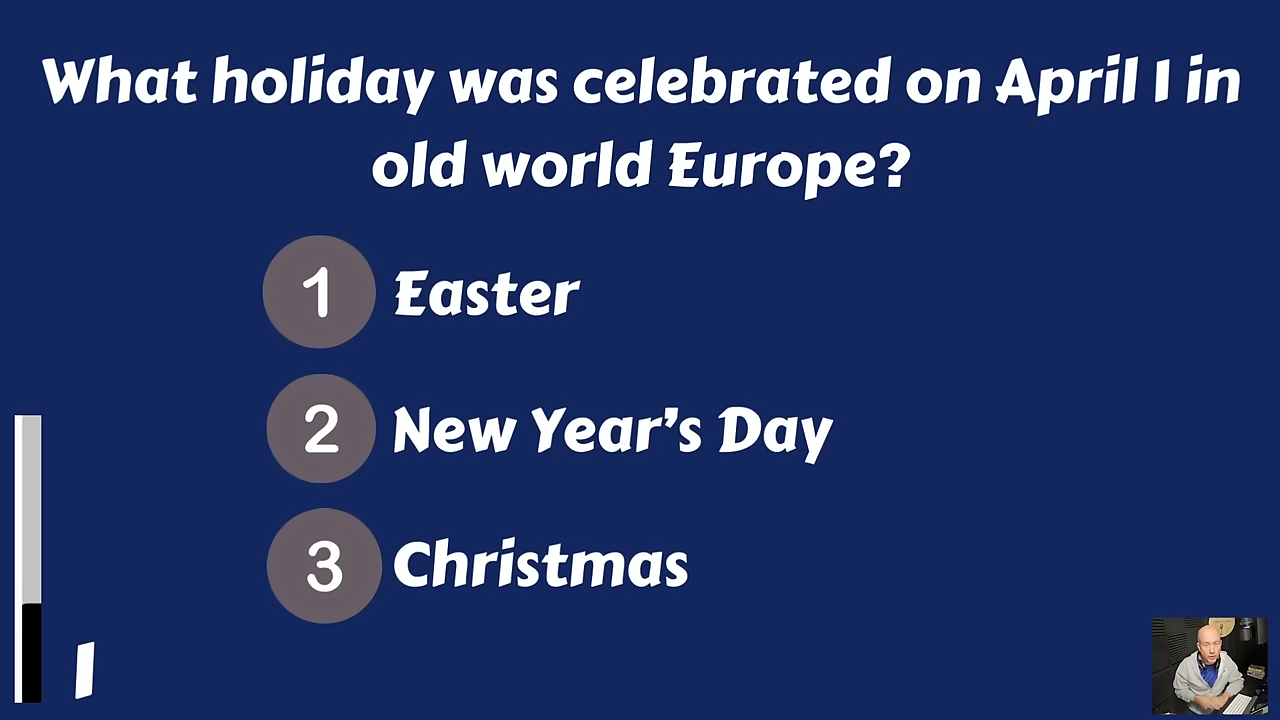 What holiday was celebrated on April 1 in
old world Europe?
1 Easter
2 New Year's Day
3 Christmas
1